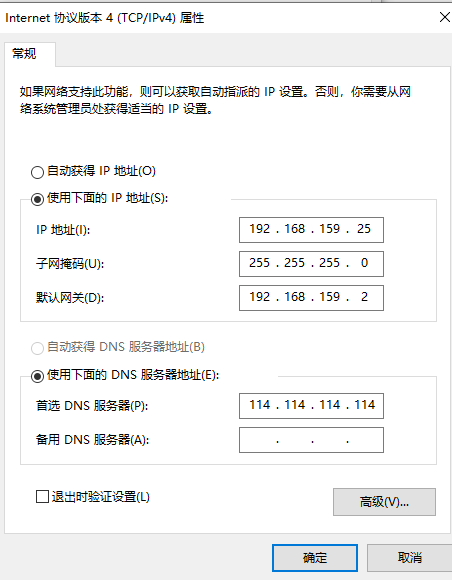 Internet 协议版本 4 (TCP/IPv4) 属性
常规
如果网络支持此功能，则可以获取自动指派的 IP 设置。否则，你需要从网
络系统管理员处获得适当的 IP 设置。
自动获得 IP 地址(O)
使用下面的 IP 地址(S):
IP 地址(I): 192 . 168 . 159 . 25
子网掩码(U): 255 . 255 . 255 . 0
默认网关(D): 192 . 168 . 159 . 2
自动获得 DNS 服务器地址(B)
使用下面的 DNS 服务器地址(E):
首选 DNS 服务器(P): 114 . 114 . 114 . 114
备用 DNS 服务器(A): . . .
退出时验证设置(L)
高级(V)...
确定 取消